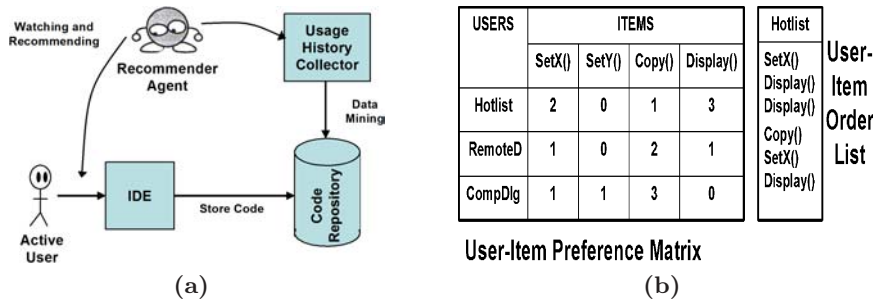 Watching and
Recommending
Recommender
Agent
Usage
History
Collector
Data
Mining
IDE
Store Code
Code
Repository
Active
User
(a)
USERS ITEMS
SetX() SetY() Copy() Display()
Hotlist 2 0 1 3
RemoteD 1 0 2 1
CompDlg 1 1 3 0
User-Item Preference Matrix
Hotlist
SetX()
Display()
Display()
Copy()
SetX()
Display()
User-
Item
Order
List
(b)